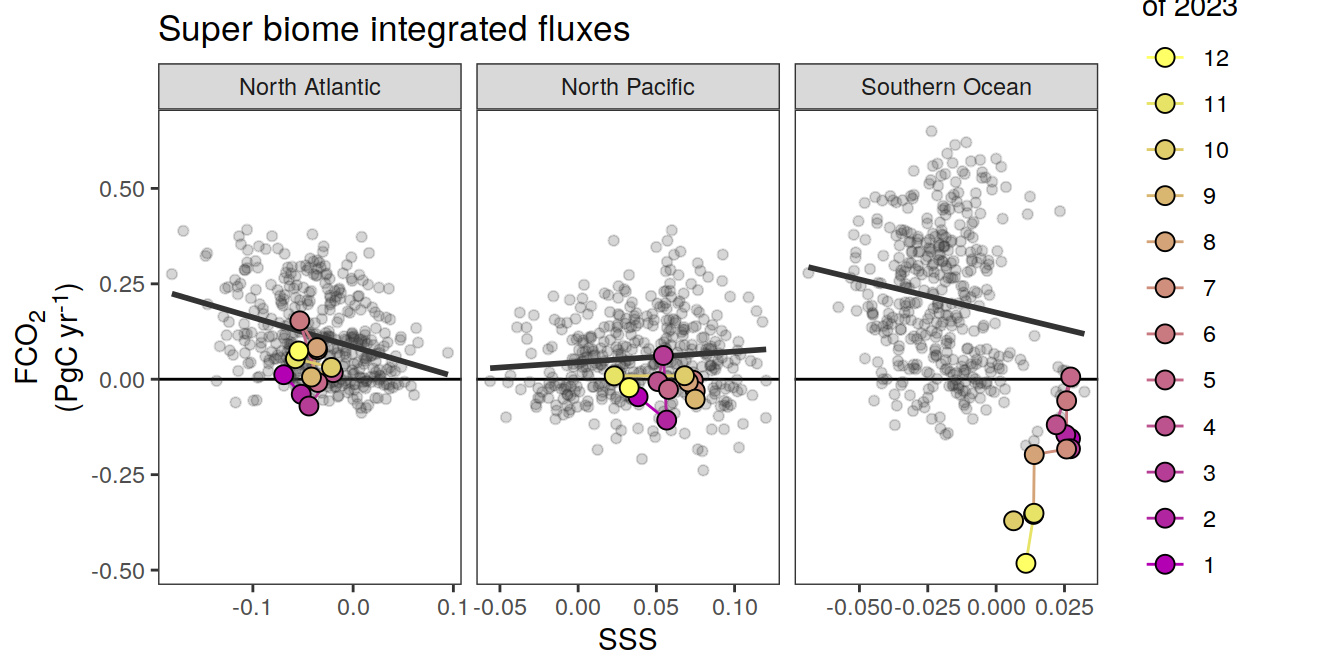 Super biome integrated fluxes
of 2023
North Atlantic North Pacific Southern Ocean
FCO2
(PgC yr-1)
0.50
0.25
0.00
-0.25
-0.50
-0.1 0.0 0.1
-0.05 0.00 0.05 0.10
-0.050 -0.025 0.000 0.025
SSS
12
11
10
9
8
7
6
5
4
3
2
1